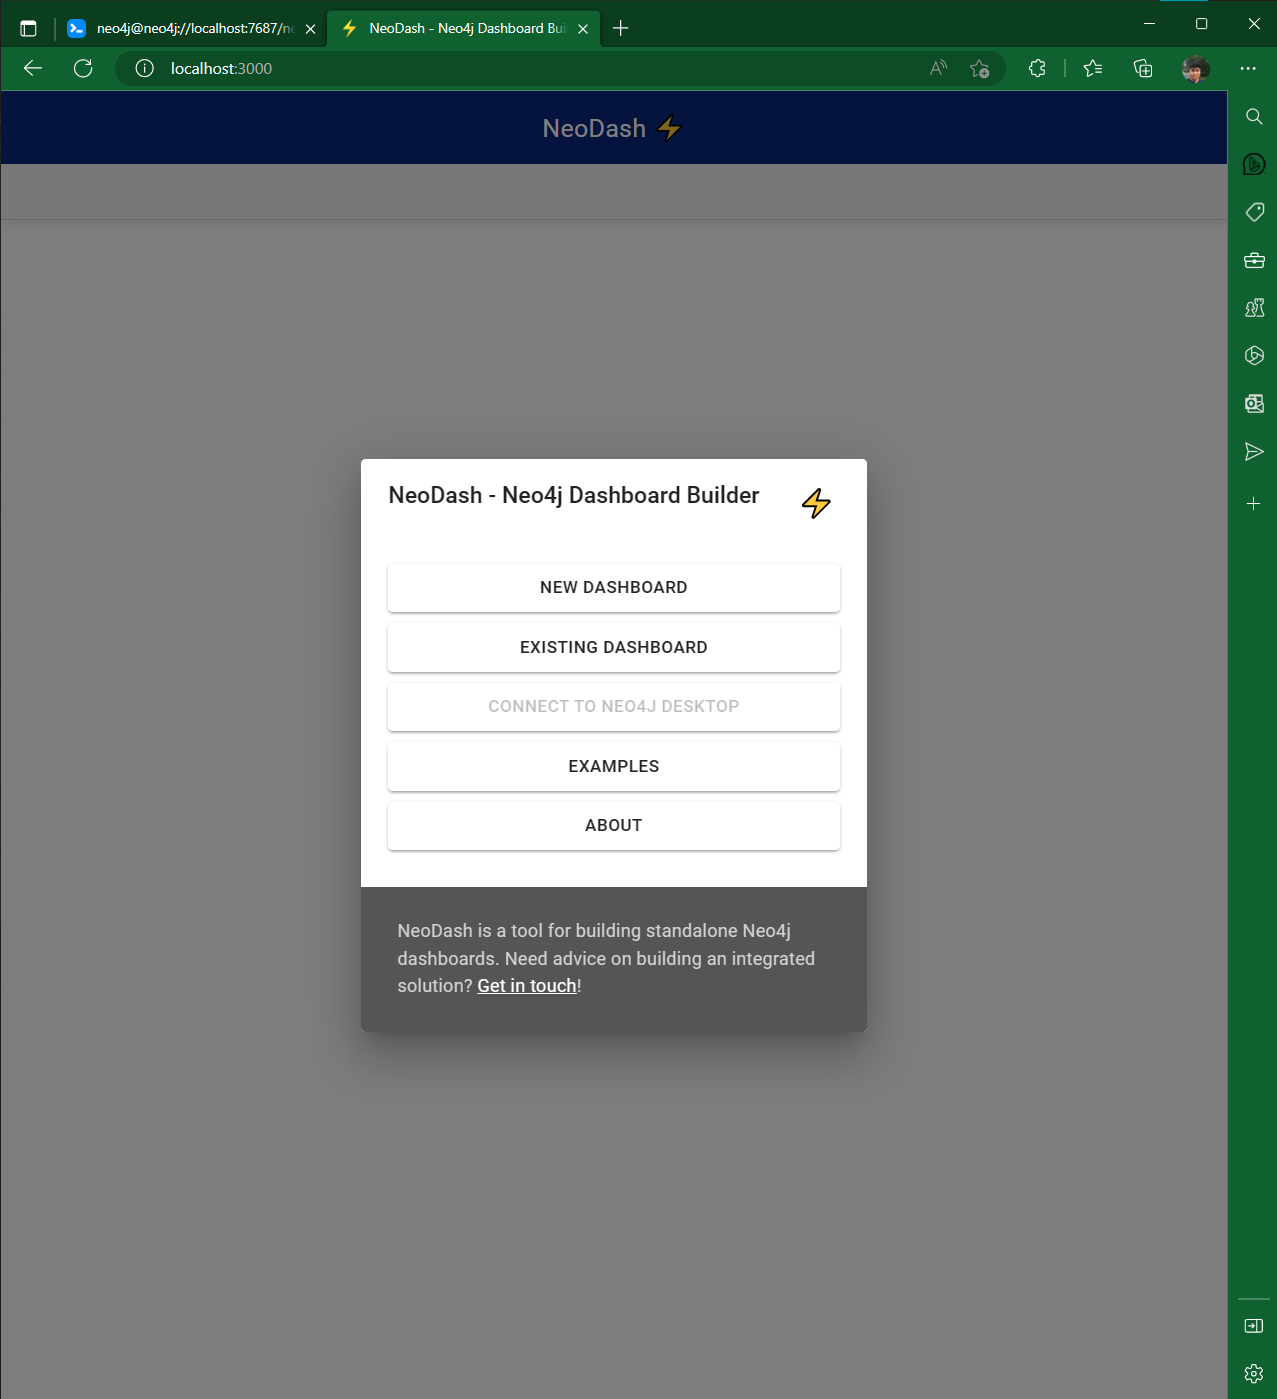 neo4j@neo4j://localhost:7687/ne
NeoDash - Neo4j Dashboard Buil
localhost:3000
NeoDash
NeoDash - Neo4j Dashboard Builder
NEW DASHBOARD
EXISTING DASHBOARD
CONNECT TO NEO4J DESKTOP
EXAMPLES
ABOUT
NeoDash is a tool for building standalone Neo4j
dashboards. Need advice on building an integrated
solution? Get in touch!